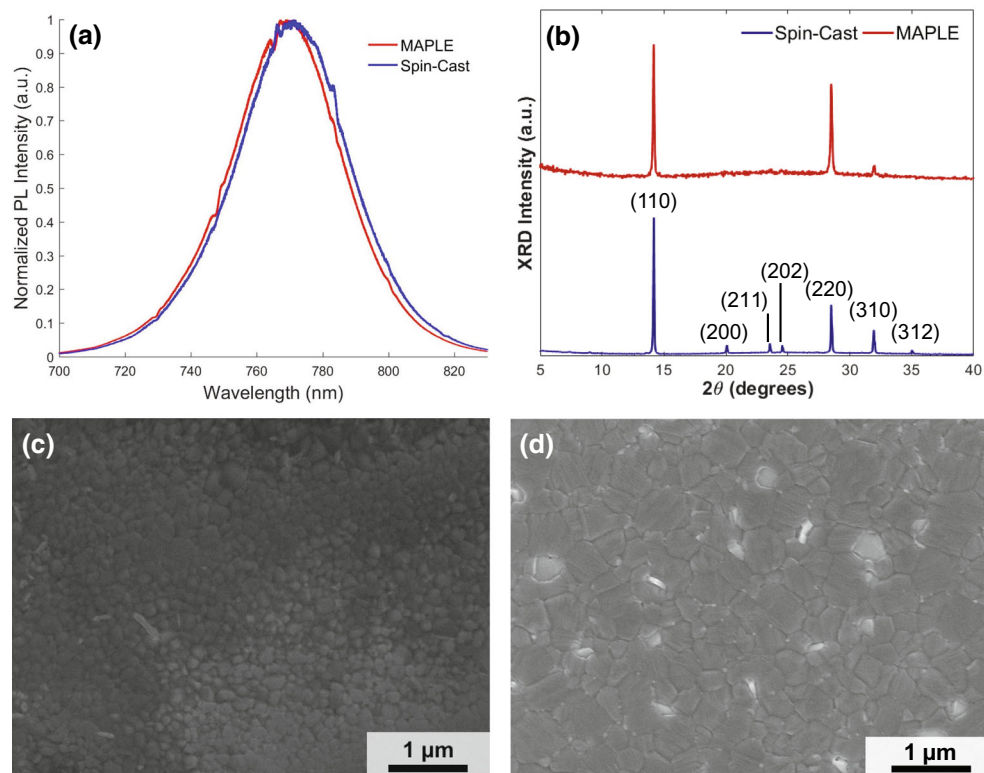 (a)
MAPLE
Spin-Cast
Normalized PL Intensity (a.u.)
1
0.9
0.8
0.7
0.6
0.5
0.4
0.3
0.2
0.1
0
700 720 740 760 780 800 820
Wavelength (nm)
(b)
Spin-Cast MAPLE
XRD Intensity (a.u.)
(110)
(202)
(211) (220)
(310)
(200) (312)
5 10 15 20 25 30 35 40
2θ (degrees)
(c)
1 µm
(d)
1 µm